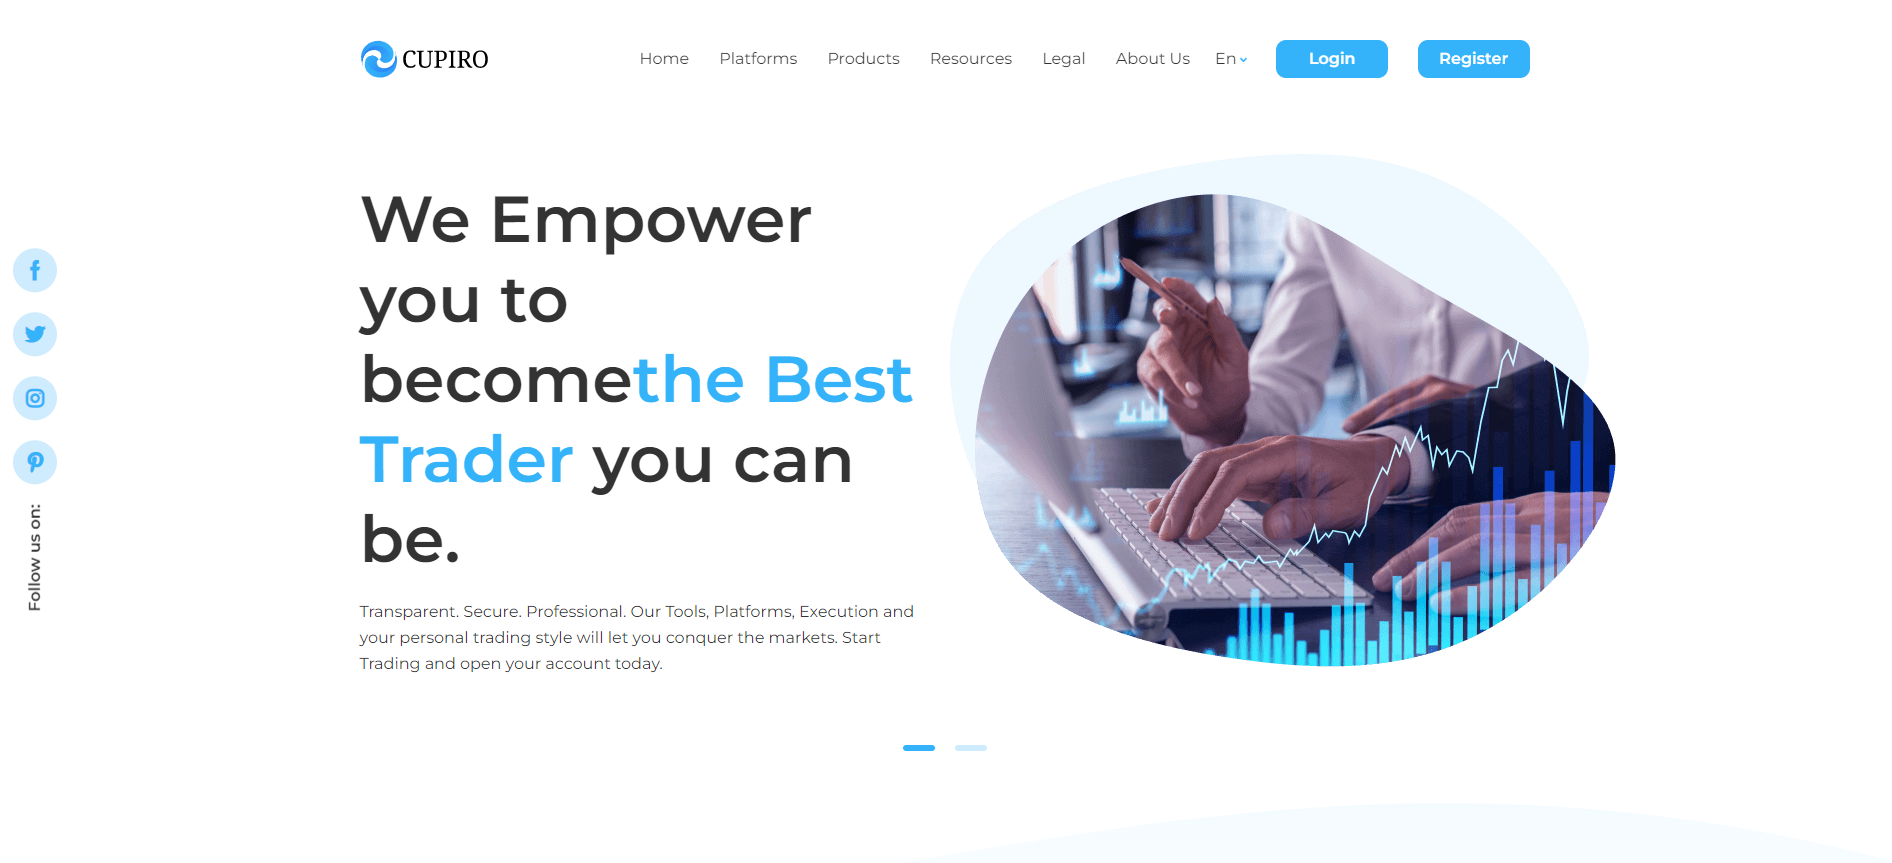 CUPIRO
Home Platforms Products Resources Legal About Us En Login Register
We Empower
you to
becomethe Best
Trader you can
be.
Transparent. Secure. Professional. Our Tools, Platforms, Execution and
your personal trading style will let you conquer the markets. Start
Trading and open your account today.
Follow us on: